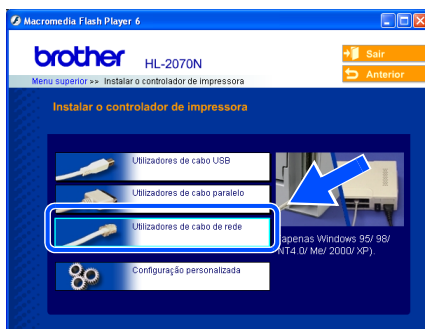 Macromedia Flash Player 6
brother
HL-2070N
Sair
Anterior
Menu superior >> Instalar o controlador de impressora
Instalar o controlador de impressora
Utilizadores de cabo USB
Utilizadores de cabo paralelo
Utilizadores de cabo de rede
Configuração personalizada
apenas Windows 95/ 98/
NT4.0/ Me/ 2000/ XP).